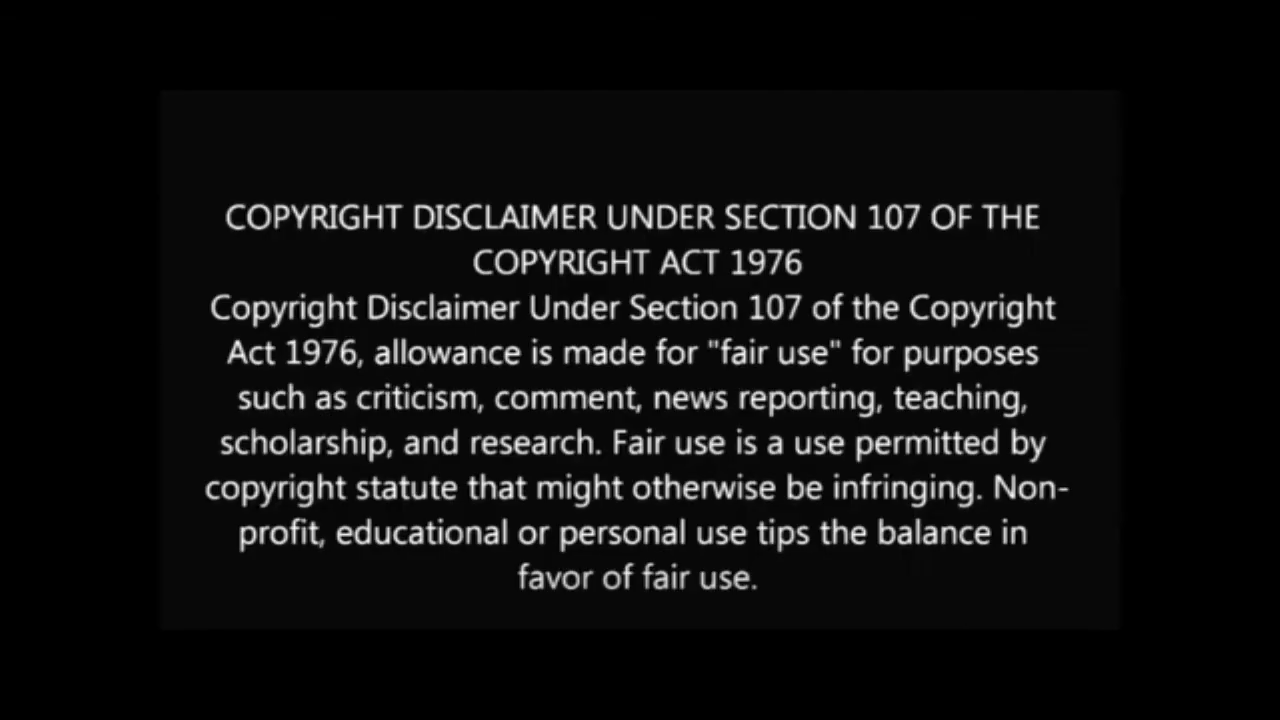 COPYRIGHT DISCLAIMER UNDER SECTION 107 OF THE
COPYRIGHT ACT 1976
Copyright Disclaimer Under Section 107 of the Copyright
Act 1976, allowance is made for "fair use" for purposes
such as criticism, comment, news reporting, teaching,
scholarship, and research. Fair use is a use permitted by
copyright statute that might otherwise be infringing. Non-
profit, educational or personal use tips the balance in
favor of fair use.